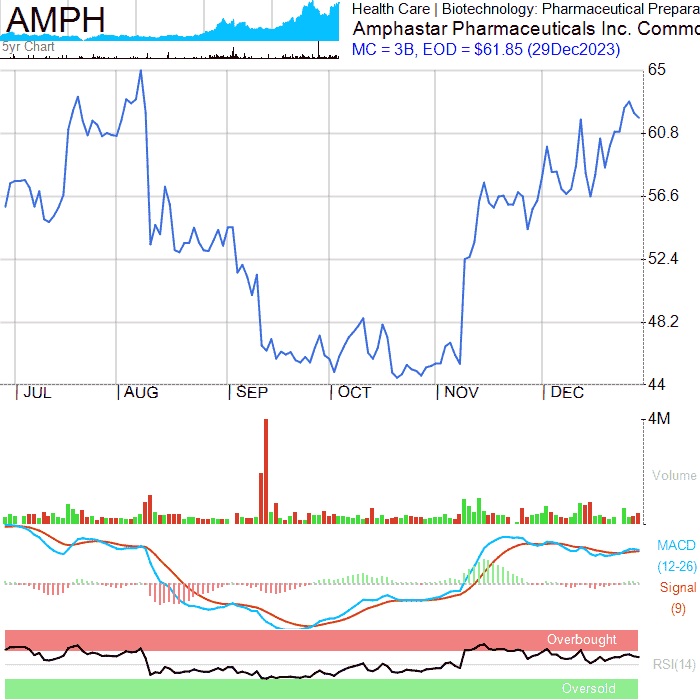 AMPH
5yr Chart
Health Care | Biotechnology: Pharmaceutical Prepara
Amphastar Pharmaceuticals Inc. Commo
MC = 3B, EOD = $61.85 (29Dec2023)
65
60.8
56.6
52.4
48.2
44
JUL AUG SEP OCT NOV DEC
4M
Volume
MACD
(12-26)
Signal
(9)
Overbought
RSI(14)
Oversold